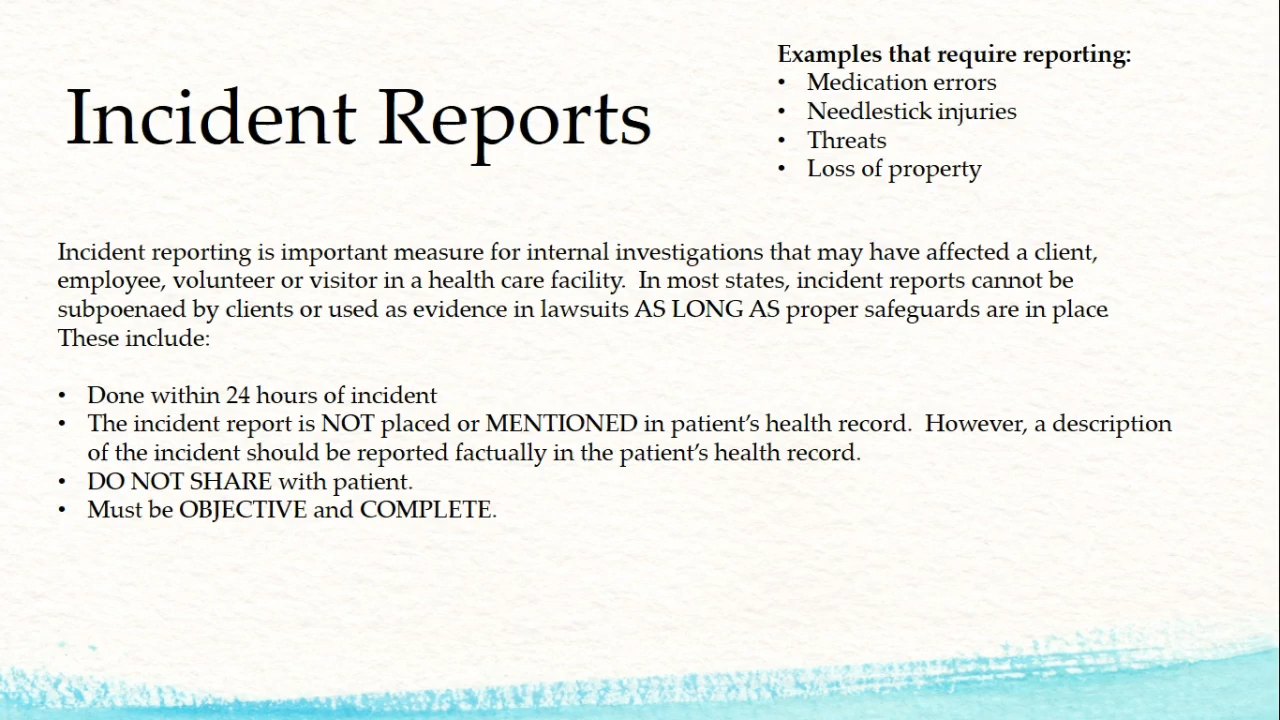 Incident Reports
Examples that require reporting:
• Medication errors
• Needlestick injuries
• Threats
• Loss of property
Incident reporting is important measure for internal investigations that may have affected a client,
employee, volunteer or visitor in a health care facility.  In most states, incident reports cannot be
subpoenaed by clients or used as evidence in lawsuits AS LONG AS proper safeguards are in place
These include:
• Done within 24 hours of incident
• The incident report is NOT placed or MENTIONED in patient’s health record.  However, a description
of the incident should be reported factually in the patient’s health record.
• DO NOT SHARE with patient.
• Must be OBJECTIVE and COMPLETE.